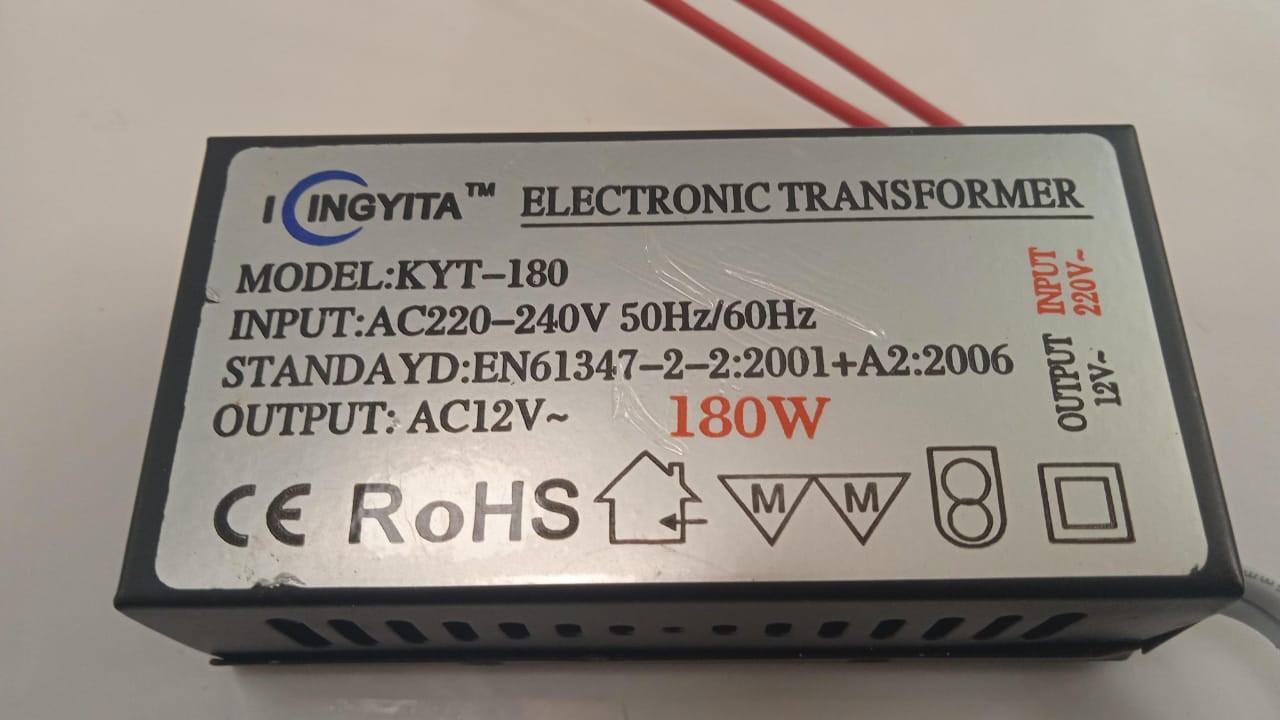 KINGYITA™ ELECTRONIC TRANSFORMER
MODEL:KYT-180
INPUT:AC220-240V 50Hz/60Hz
STANDAYD:EN61347-2-2:2001+A2:2006
OUTPUT: AC12V~ 180W
INPUT
220V~
OUTPUT
12V~
CE RoHS M M